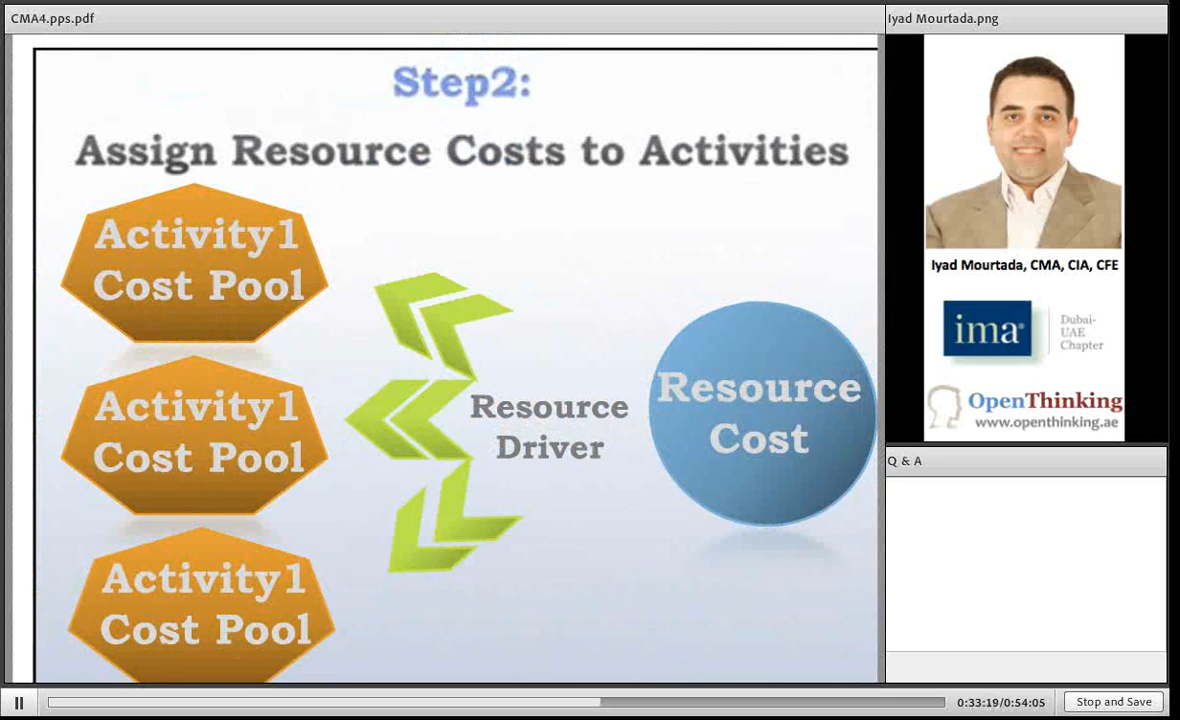 CMA4.pps.pdf
Step2:
Assign Resource Costs to Activities
Activity1
Cost Pool
Activity1
Cost Pool
Activity1
Cost Pool
Resource
Driver
Resource
Cost
Iyad Mourtada.png
Iyad Mourtada, CMA, CIA, CFE
ima®
Dubai-
UAE
Chapter
OpenThinking
www.openthinking.ae
Q & A
0:33:19/0:54:05
Stop and Save